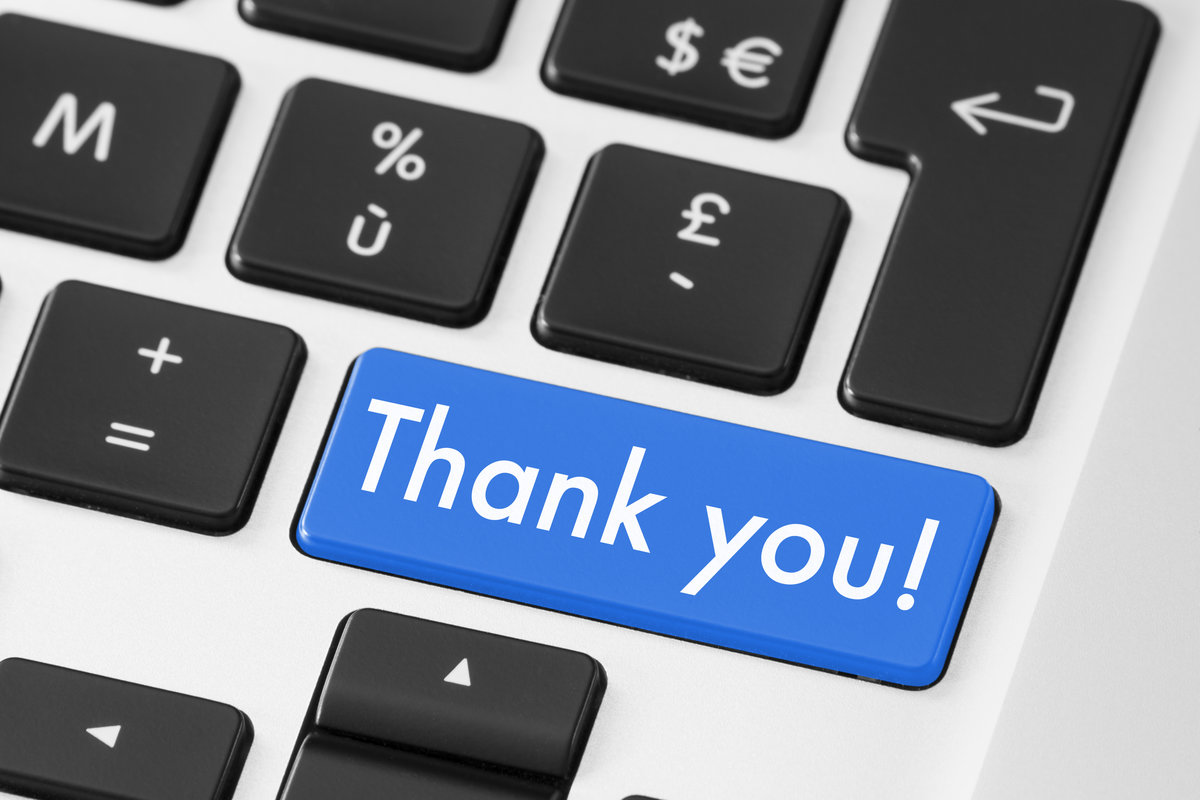 $ €
M
%
ù
£
`
+
=
Thank you!